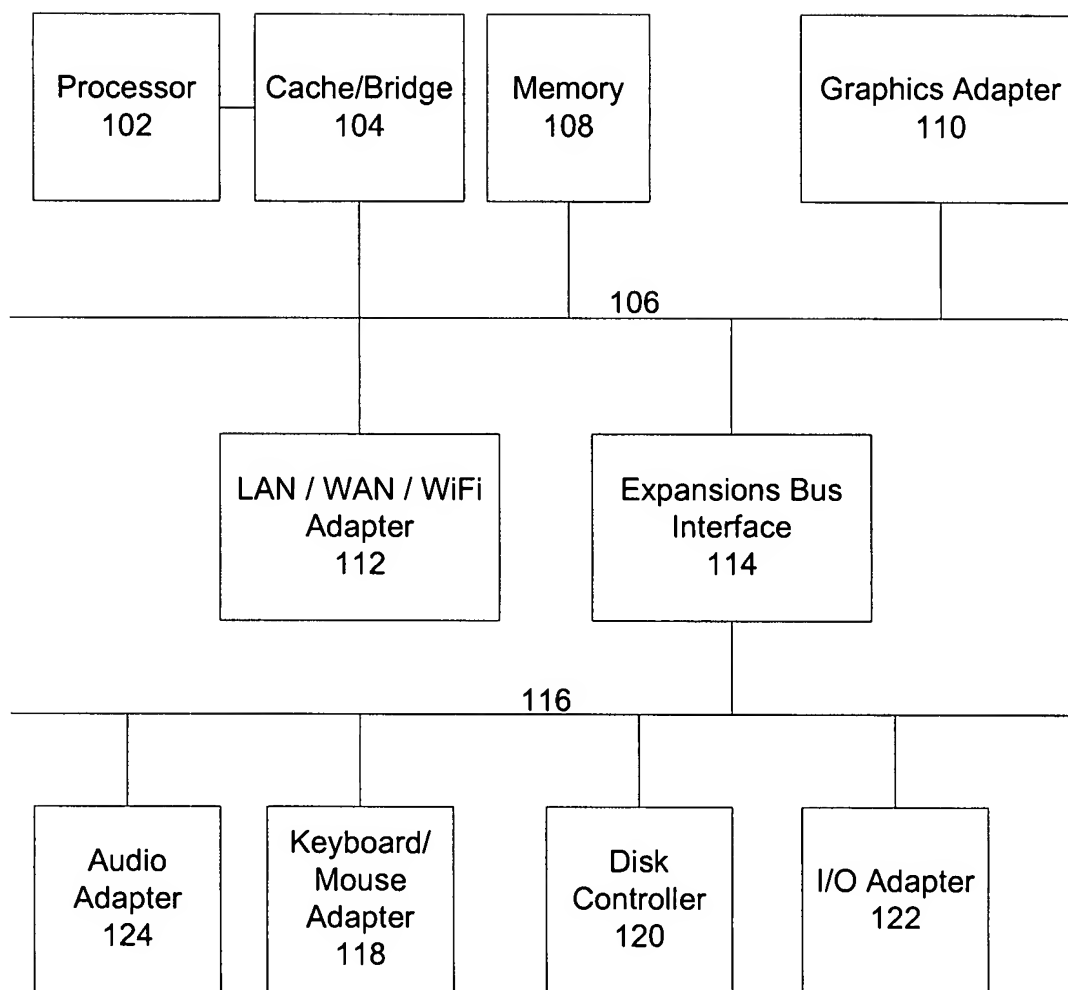 Processor
102
Cache/Bridge
104
Memory
108
Graphics Adapter
110
106
LAN / WAN / WiFi
Adapter
112
Expansions Bus
Interface
114
116
Audio
Adapter
124
Keyboard/
Mouse
Adapter
118
Disk
Controller
120
I/O Adapter
122